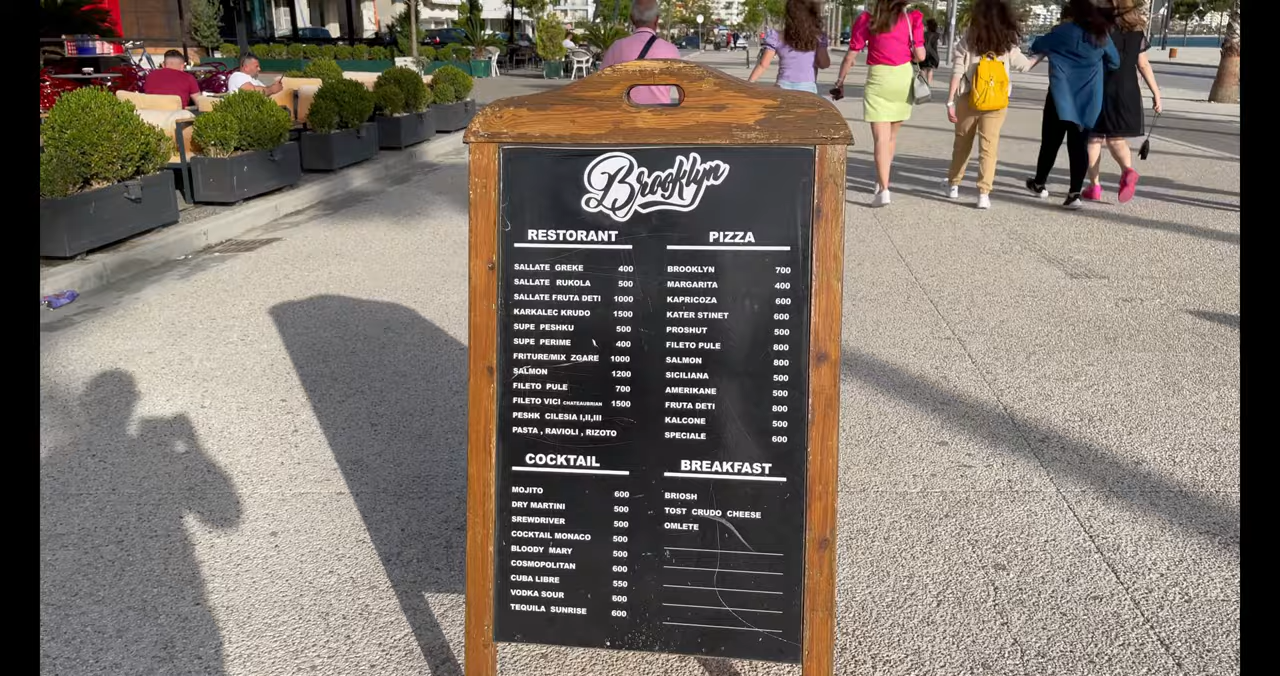 Brooklyn
RESTORANT
SALLATE GREKE 400
SALLATE RUKOLA 500
SALLATE FRUTA DETI 1000
KARKALEC KRUDO 1500
SUPE PESHKU 500
SUPE PERIME 400
FRITURE/MIX ZGARE 1000
SALMON 1200
FILETO PULE 700
FILETO VICI CHATEAUBRIAN 1500
PESHK CILESIA I,II,III
PASTA , RAVIOLI , RIZOTO
PIZZA
BROOKLYN 700
MARGARITA 400
KAPRICOZA 600
KATER STINET 600
PROSHUT 500
FILETO PULE 800
SALMON 800
SICILIANA 500
AMERIKANE 500
FRUTA DETI 800
KALCONE 500
SPECIALE 600
COCKTAIL
MOJITO 600
DRY MARTINI 500
SREWDRIVER 500
COCKTAIL MONACO 500
BLOODY MARY 500
COSMOPOLITAN 600
CUBA LIBRE 550
VODKA SOUR 600
TEQUILA SUNRISE 600
BREAKFAST
BRIOSH
TOST CRUDO CHEESE
OMLETE